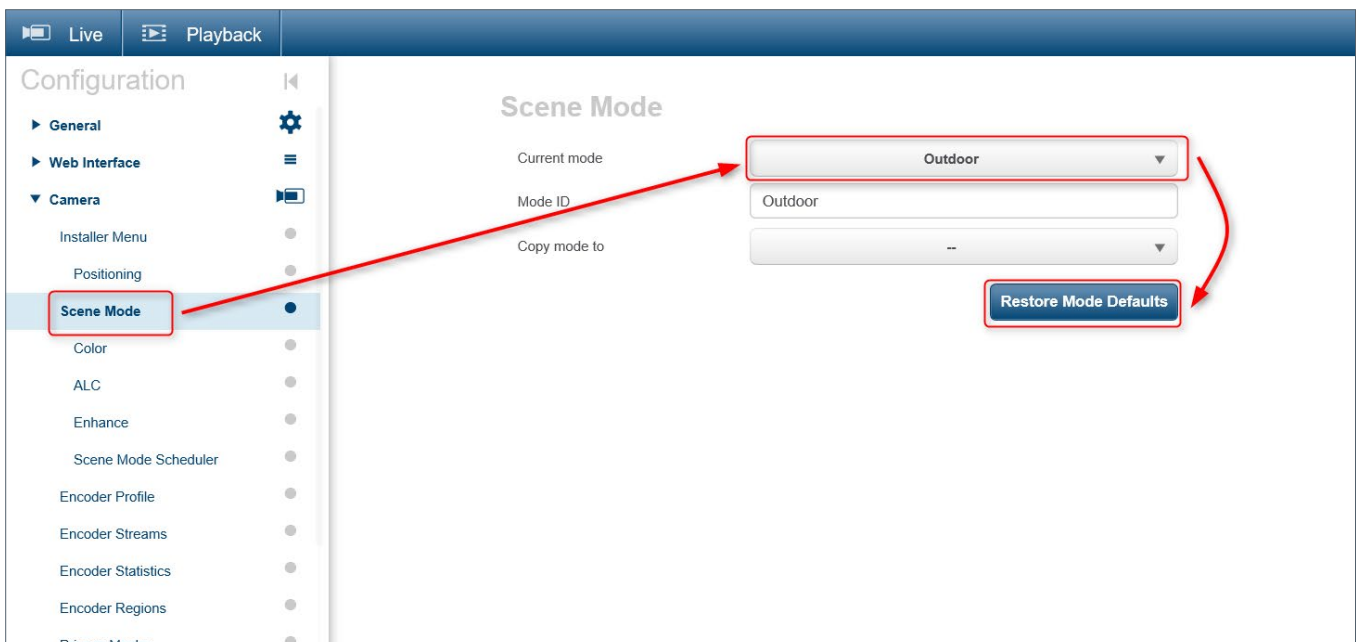 Live Playback
Configuration
General
Web Interface
Camera
Installer Menu
Positioning
Scene Mode
Color
ALC
Enhance
Scene Mode Scheduler
Encoder Profile
Encoder Streams
Encoder Statistics
Encoder Regions
Scene Mode
Current mode Outdoor
Mode ID Outdoor
Copy mode to --
Restore Mode Defaults